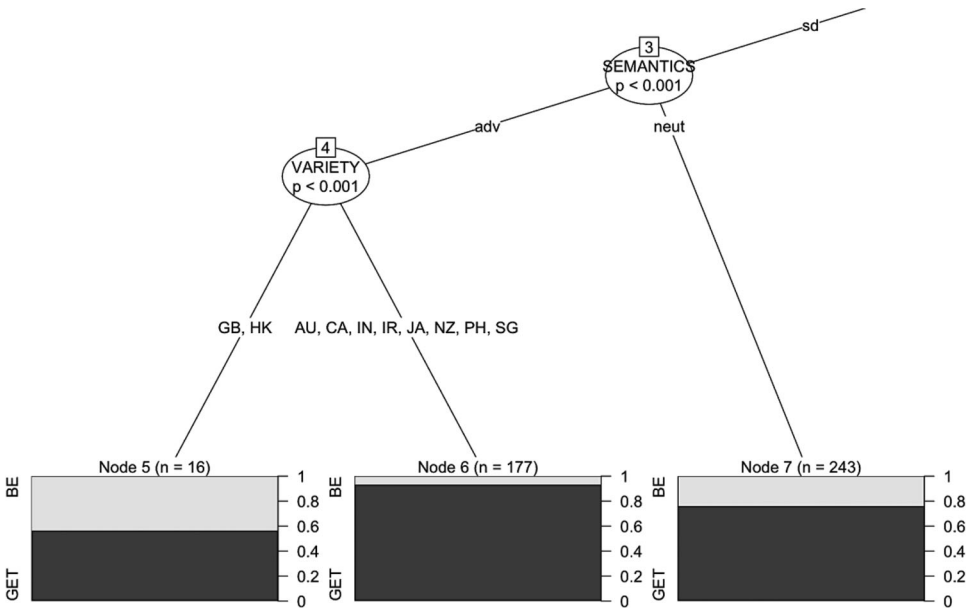 sd
3
SEMANTICS
p < 0.001
adv
neut
4
VARIETY
p < 0.001
GB, HK
AU, CA, IN, IR, JA, NZ, PH, SG
Node 5 (n = 16)
BE
GET
1
0.8
0.6
0.4
0.2
0
Node 6 (n = 177)
BE
GET
1
0.8
0.6
0.4
0.2
0
Node 7 (n = 243)
BE
GET
1
0.8
0.6
0.4
0.2
0